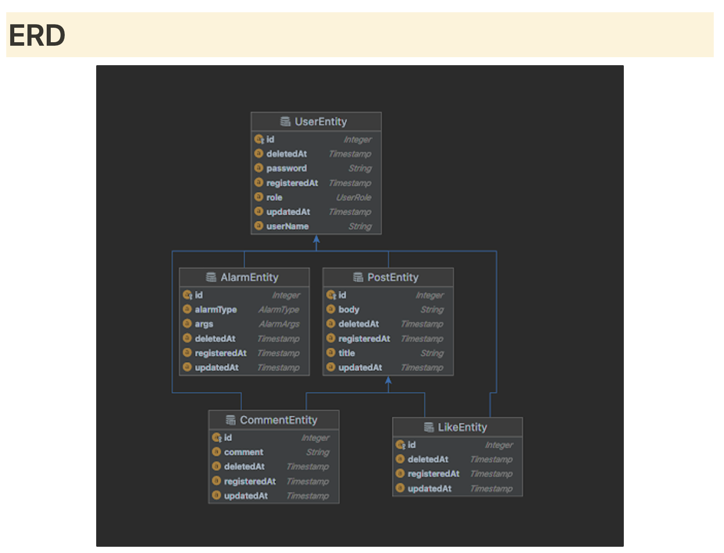 ERD
UserEntity
id Integer
deletedAt Timestamp
password String
registeredAt Timestamp
role UserRole
updatedAt Timestamp
userName String
AlarmEntity
id Integer
alarmType AlarmType
args AlarmArgs
deletedAt Timestamp
registeredAt Timestamp
updatedAt Timestamp
PostEntity
id Integer
body String
deletedAt Timestamp
registeredAt Timestamp
title String
updatedAt Timestamp
CommentEntity
id Integer
comment String
deletedAt Timestamp
registeredAt Timestamp
updatedAt Timestamp
LikeEntity
id Integer
deletedAt Timestamp
registeredAt Timestamp
updatedAt Timestamp